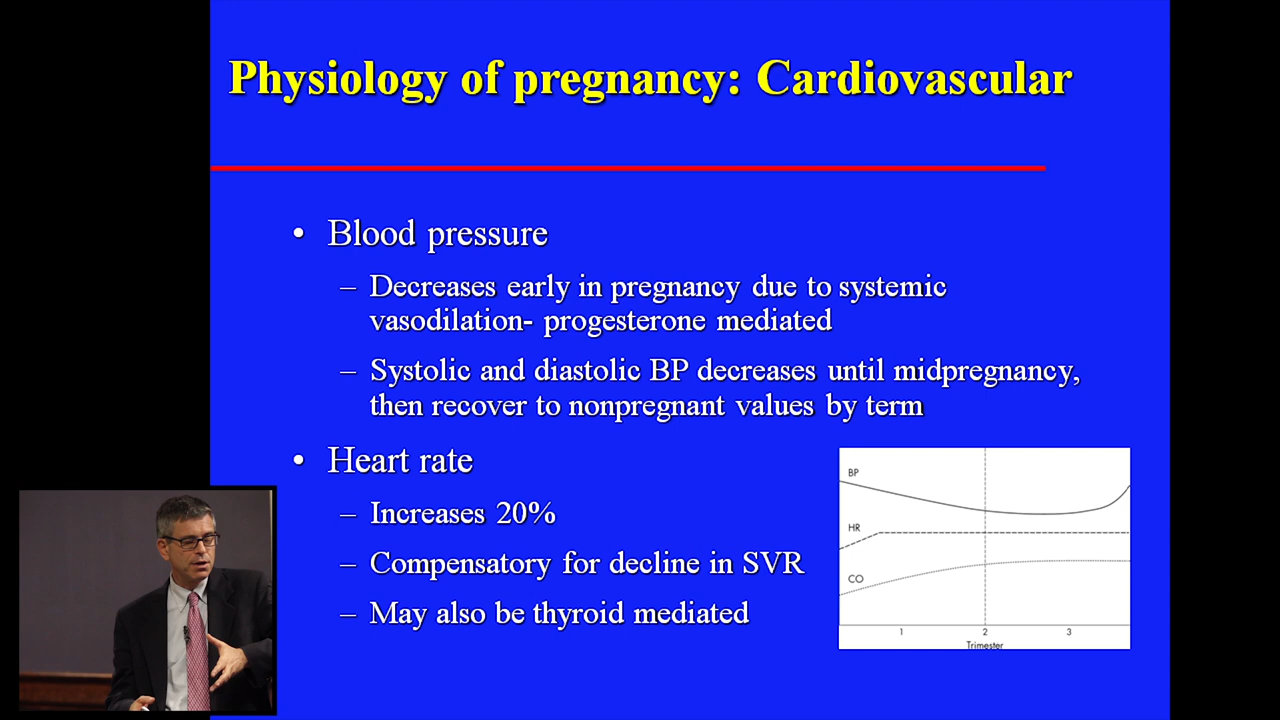 Physiology of pregnancy: Cardiovascular
• Blood pressure
– Decreases early in pregnancy due to systemic
vasodilation- progesterone mediated
– Systolic and diastolic BP decreases until midpregnancy,
then recover to nonpregnant values by term
• Heart rate
– Increases 20%
– Compensatory for decline in SVR
– May also be thyroid mediated
BP
HR
CO
1 2 3
Trimester